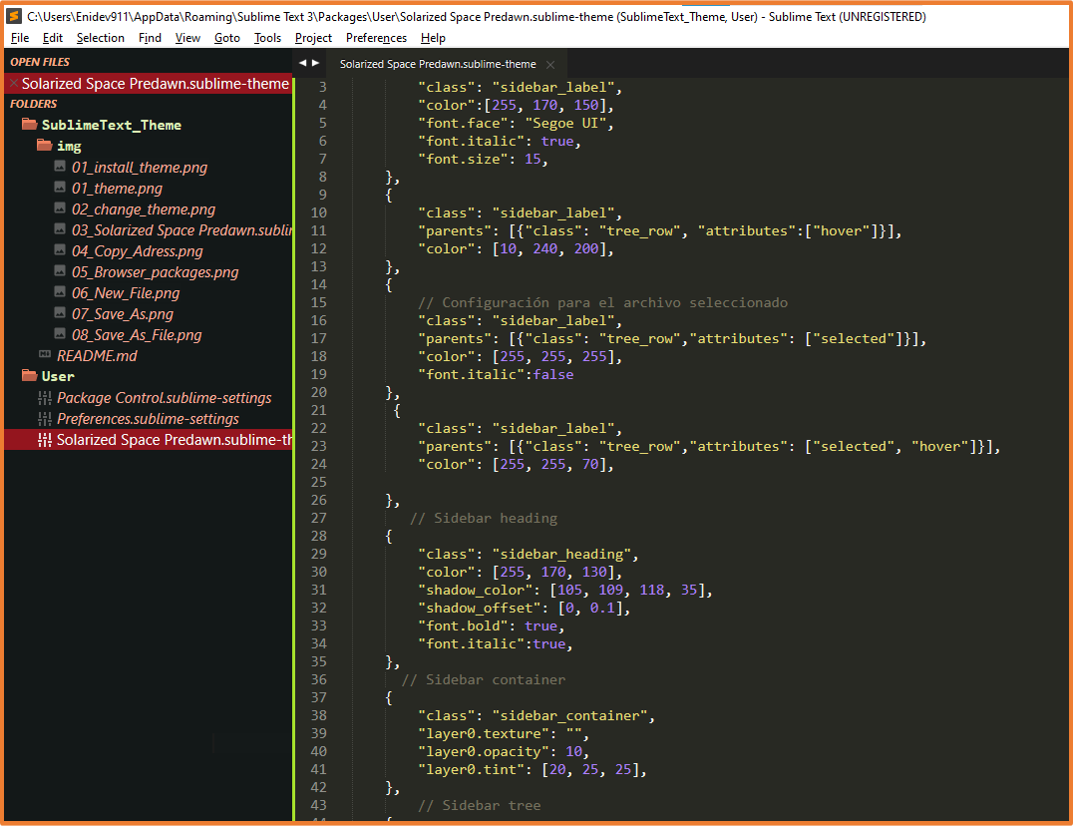 C:\Users\Enidev911\AppData\Roaming\Sublime Text 3\Packages\User\Solarized Space Predawn.sublime-theme (SublimeText_Theme, User) - Sublime Text (UNREGISTERED)
File Edit Selection Find View Goto Tools Project Preferences Help
OPEN FILES
Solarized Space Predawn.sublime-theme
FOLDERS
SublimeText_Theme
img
01_install_theme.png
01_theme.png
02_change_theme.png
03_Solarized Space Predawn.sublin
04_Copy_Adress.png
05_Browser_packages.png
06_New_File.png
07_Save_As.png
08_Save_As_File.png
README.md
User
Package Control.sublime-settings
Preferences.sublime-settings
Solarized Space Predawn.sublime-th
Solarized Space Predawn.sublime-theme
3 "class": "sidebar_label",
4 "color":[255, 170, 150],
5 "font.face": "Segoe UI",
6 "font.italic": true,
7 "font.size": 15,
8 },
9 {
10 "class": "sidebar_label",
11 "parents": [{"class": "tree_row", "attributes":["hover"]}],
12 "color": [10, 240, 200],
13 },
14 {
15 // Configuración para el archivo seleccionado
16 "class": "sidebar_label",
17 "parents": [{"class": "tree_row","attributes": ["selected"]}],
18 "color": [255, 255, 255],
19 "font.italic":false
20 },
21 {
22 "class": "sidebar_label",
23 "parents": [{"class": "tree_row","attributes": ["selected", "hover"]}],
24 "color": [255, 255, 70],
25
26 },
27 // Sidebar heading
28 {
29 "class": "sidebar_heading",
30 "color": [255, 170, 130],
31 "shadow_color": [105, 109, 118, 35],
32 "shadow_offset": [0, 0.1],
33 "font.bold": true,
34 "font.italic":true,
35 },
36 // Sidebar container
37 {
38 "class": "sidebar_container",
39 "layer0.texture": "",
40 "layer0.opacity": 10,
41 "layer0.tint": [20, 25, 25],
42 },
43 // Sidebar tree